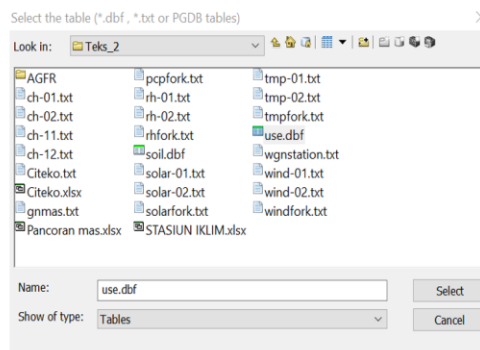 Select the table (*.dbf , *.txt or PGDB tables)
Look in: Teks_2
AGFR pcpfork.txt tmp-01.txt
ch-01.txt rh-01.txt tmp-02.txt
ch-02.txt rh-02.txt tmpfork.txt
ch-11.txt rhfork.txt use.dbf
ch-12.txt soil.dbf wgnstation.txt
Citeko.txt solar-01.txt wind-01.txt
Citeko.xlsx solar-02.txt wind-02.txt
gnmas.txt solarfork.txt windfork.txt
Pancoran mas.xlsx STASIUN IKLIM.xlsx
Name: use.dbf Select
Show of type: Tables Cancel